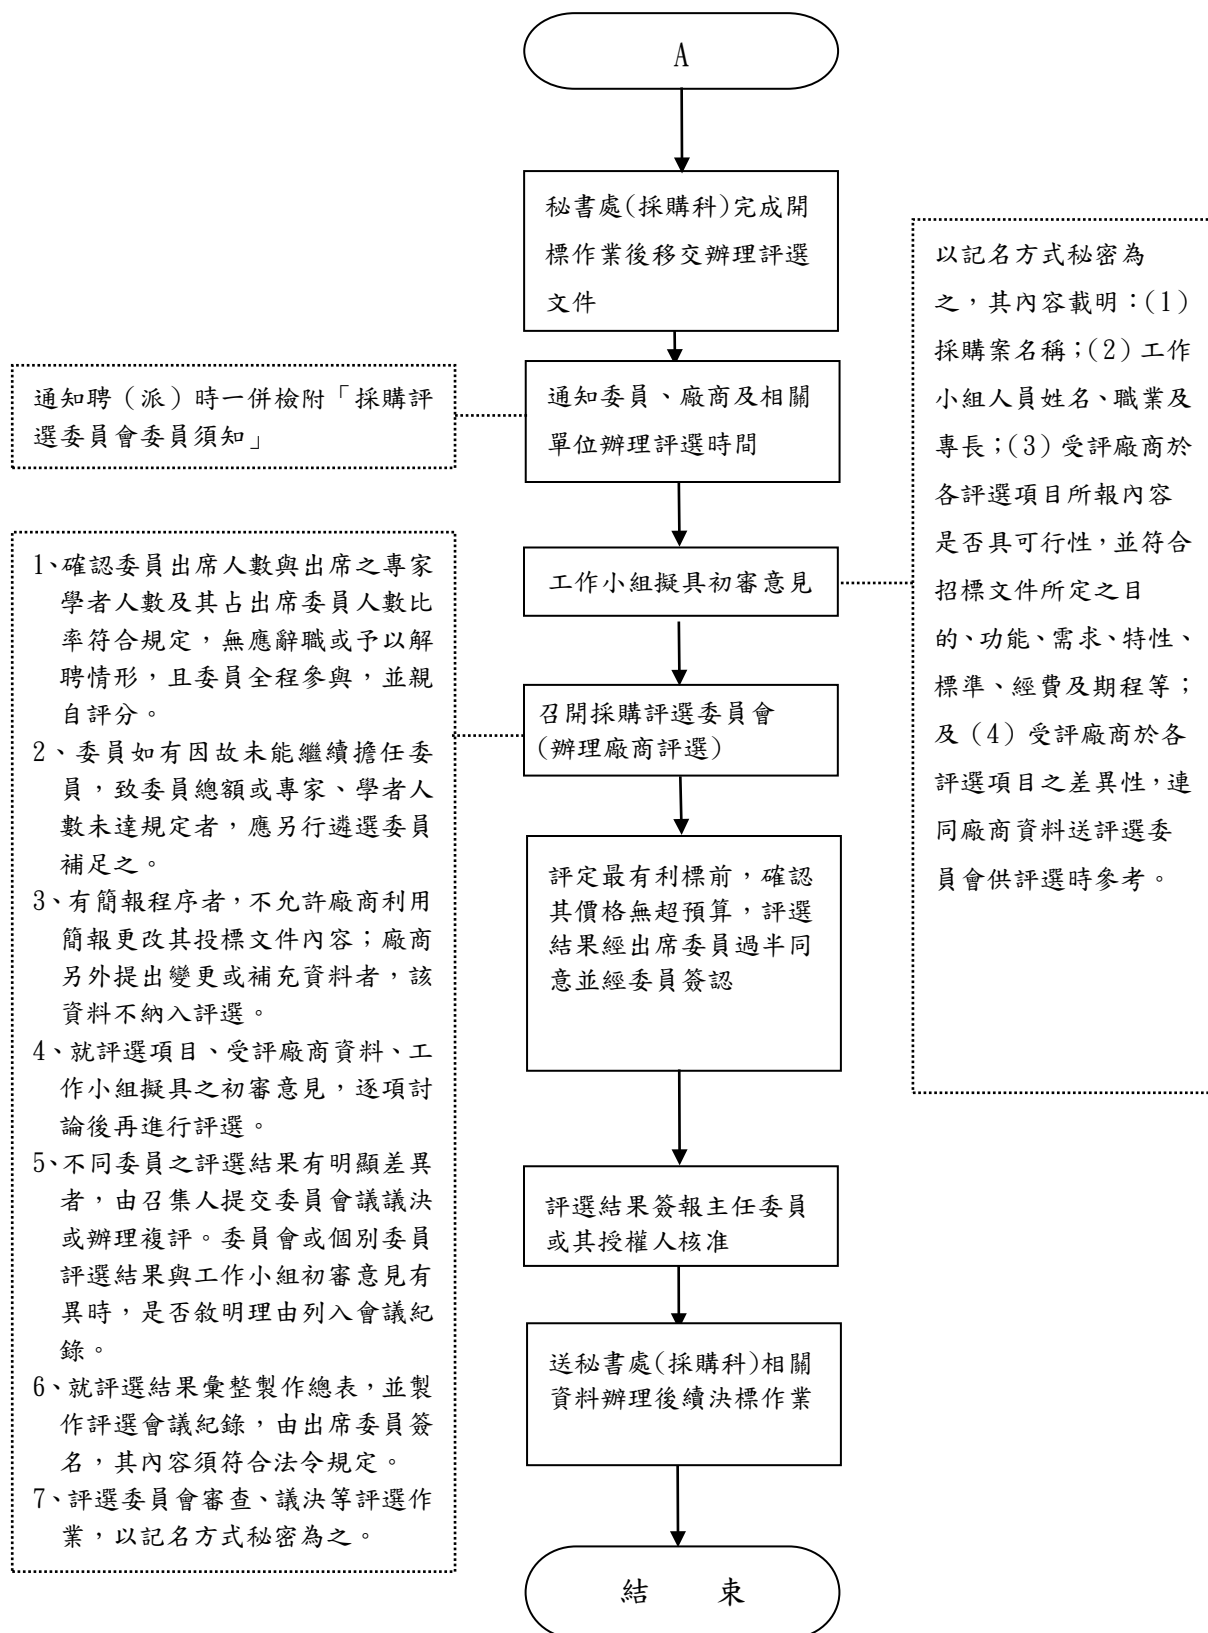 A
秘書處(採購科)完成開
標作業後移交辦理評選
文件
通知聘（派）時一併檢附「採購評
選委員會委員須知」
通知委員、廠商及相關
單位辦理評選時間
工作小組擬具初審意見
以記名方式秘密為
之，其內容載明：(1)
採購案名稱；(2)工作
小組人員姓名、職業及
專長；(3)受評廠商於
各評選項目所報內容
是否具可行性，並符合
招標文件所定之目
的、功能、需求、特性、
標準、經費及期程等；
及（4）受評廠商於各
評選項目之差異性，連
同廠商資料送評選委
員會供評選時參考。
召開採購評選委員會
(辦理廠商評選)
1、確認委員出席人數與出席之專家
學者人數及其占出席委員人數比
率符合規定，無應辭職或予以解
聘情形，且委員全程參與，並親
自評分。
2、委員如有因故未能繼續擔任委
員，致委員總額或專家、學者人
數未達規定者，應另行遴選委員
補足之。
3、有簡報程序者，不允許廠商利用
簡報更改其投標文件內容；廠商
另外提出變更或補充資料者，該
資料不納入評選。
4、就評選項目、受評廠商資料、工
作小組擬具之初審意見，逐項討
論後再進行評選。
5、不同委員之評選結果有明顯差異
者，由召集人提交委員會議議決
或辦理複評。委員會或個別委員
評選結果與工作小組初審意見有
異時，是否敘明理由列入會議紀
錄。
6、就評選結果彙整製作總表，並製
作評選會議紀錄，由出席委員簽
名，其內容須符合法令規定。
7、評選委員會審查、議決等評選作
業，以記名方式秘密為之。
評定最有利標前，確認
其價格無超預算，評選
結果經出席委員過半同
意並經委員簽認
評選結果簽報主任委員
或其授權人核准
送秘書處(採購科)相關
資料辦理後續決標作業
結　　束